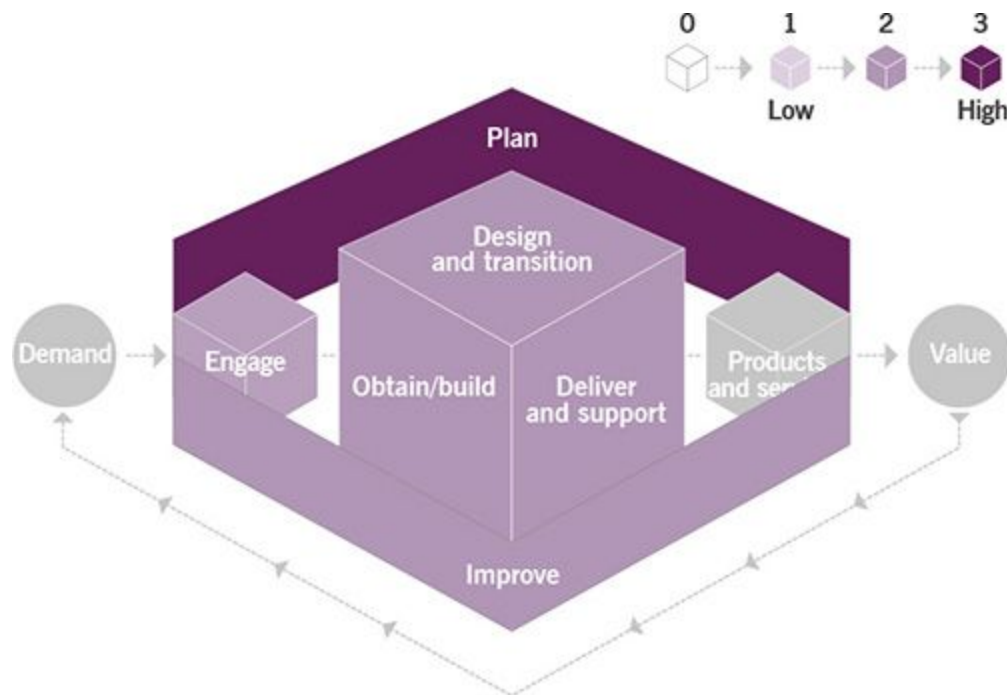 0 1 2 3
Low High
Plan
Design
and transition
Demand
Engage
Obtain/build
Deliver
and support
Products
and
Value
Improve